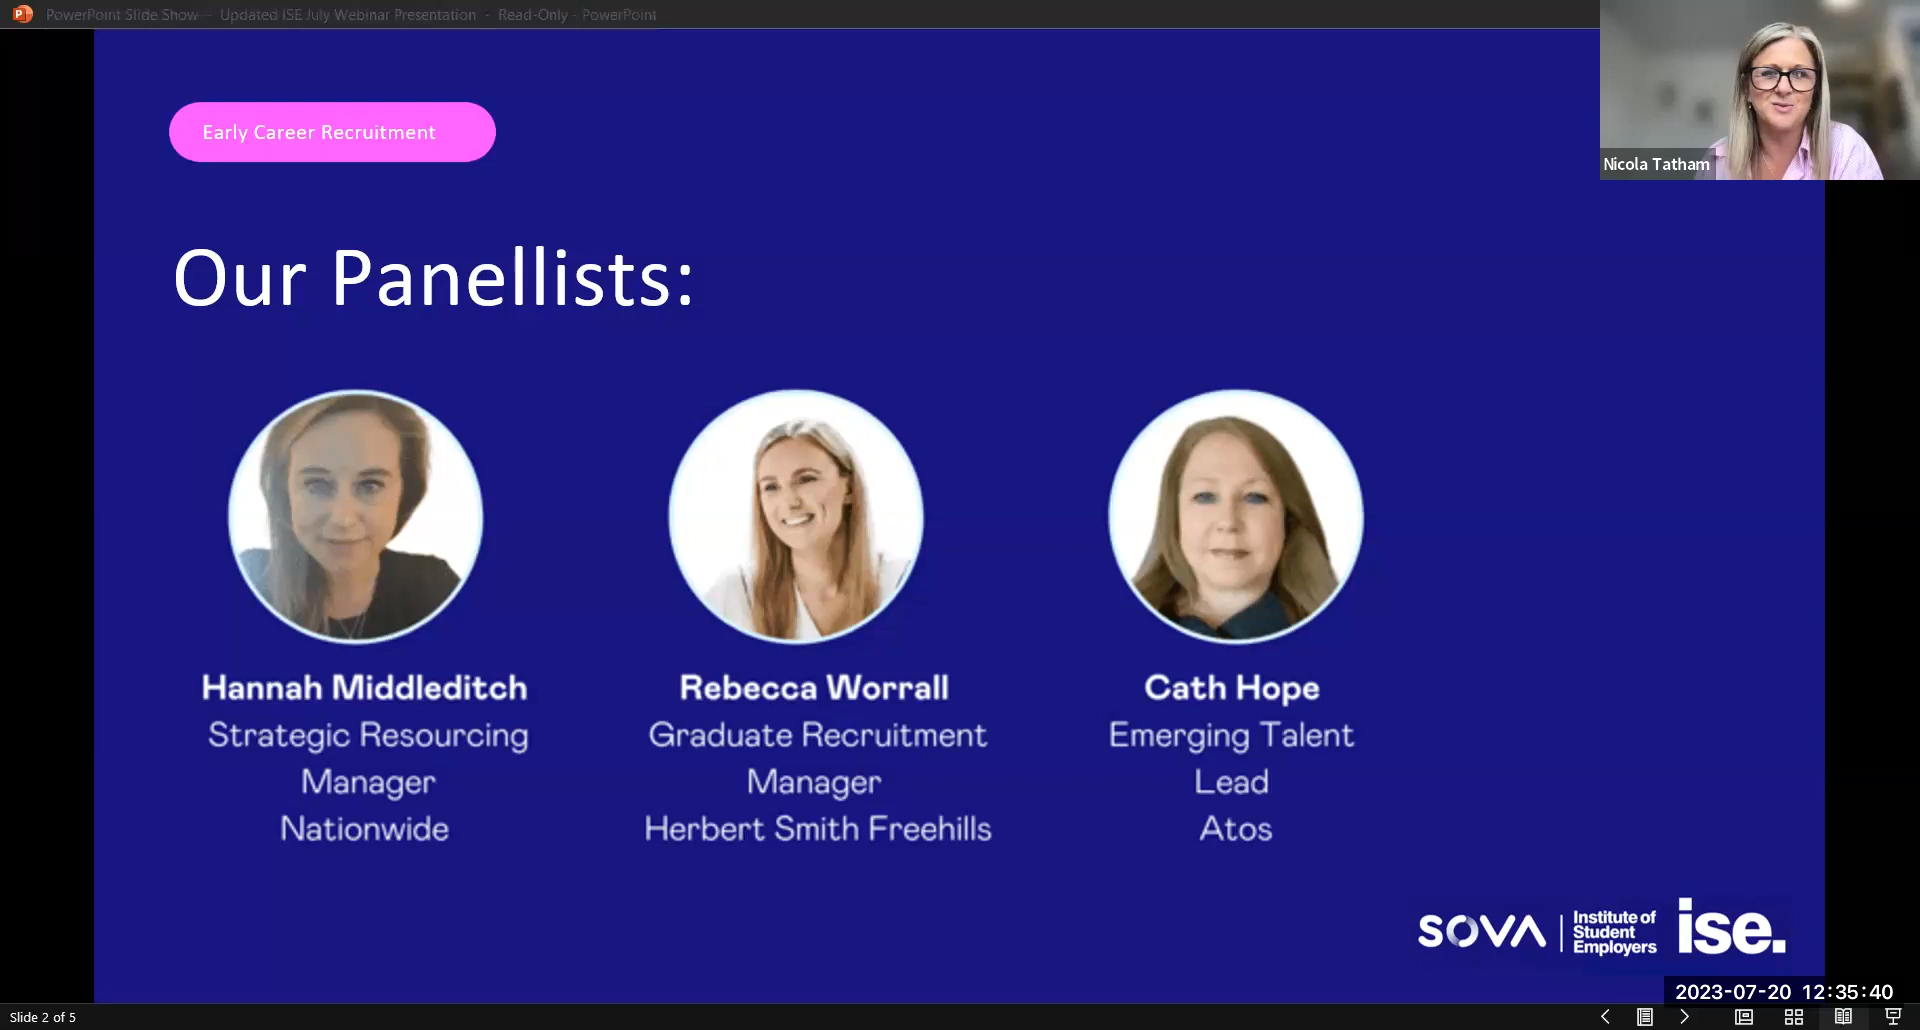 PowerPoint Slide Show - Updated ISE July Webinar Presentation - Read-Only - PowerPoint
Nicola Tatham
Early Career Recruitment
Our Panellists:
Hannah Middleditch
Strategic Resourcing
Manager
Nationwide
Rebecca Worrall
Graduate Recruitment
Manager
Herbert Smith Freehills
Cath Hope
Emerging Talent
Lead
Atos
SOVA
Institute of
Student
Employers
ise.
2023-07-20 12:35:40
Slide 2 of 5